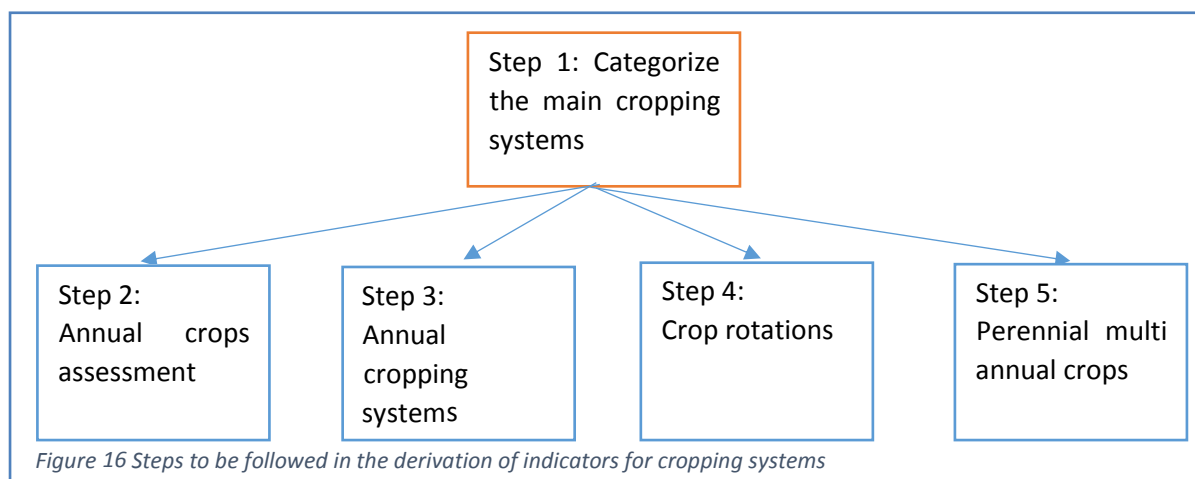 Step 1: Categorize
the main cropping
systems
Step 2:
Annual crops
assessment
Step 3:
Annual
cropping
systems
Step 4:
Crop rotations
Step 5:
Perennial multi
annual crops
Figure 16 Steps to be followed in the derivation of indicators for cropping systems